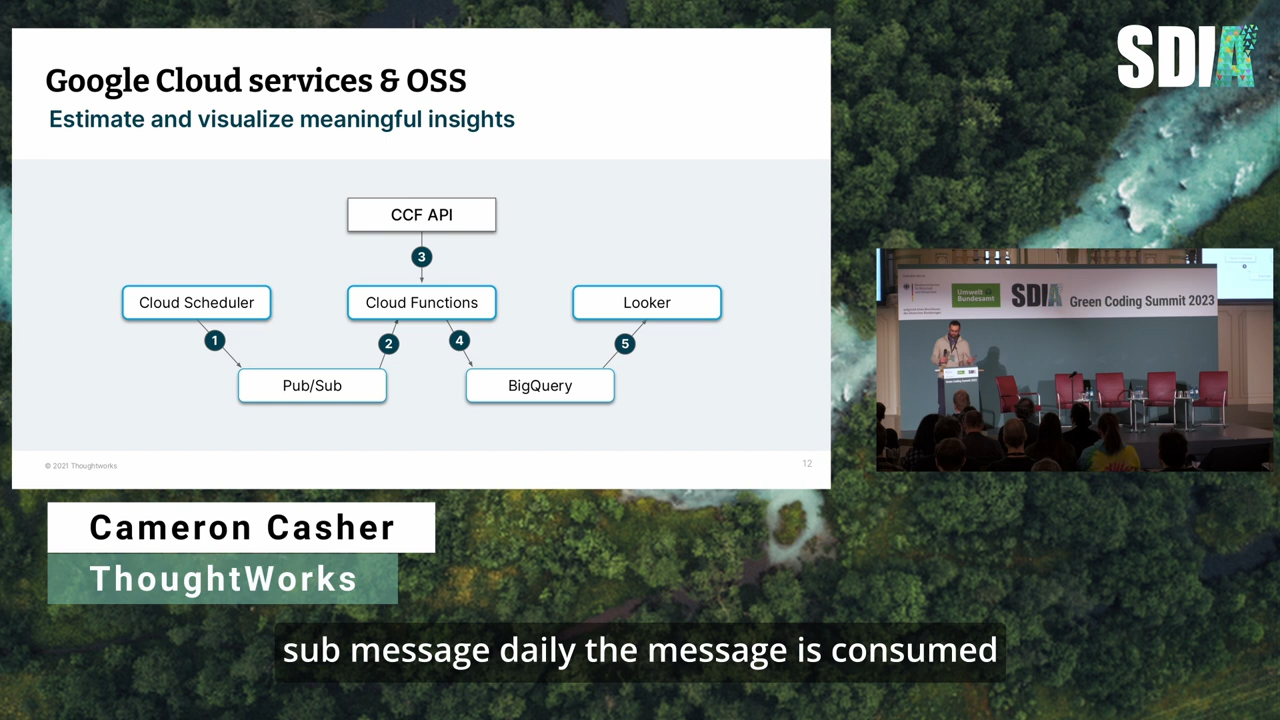 Google Cloud services & OSS
Estimate and visualize meaningful insights
CCF API
3
Cloud Scheduler
Cloud Functions
Looker
1
2
4
5
Pub/Sub
BigQuery
© 2021 Thoughtworks
12
SDIA
Umwelt
Bundesamt
SDIA
Green Coding Summit 2023
Cameron Casher
ThoughtWorks
sub message daily the message is consumed